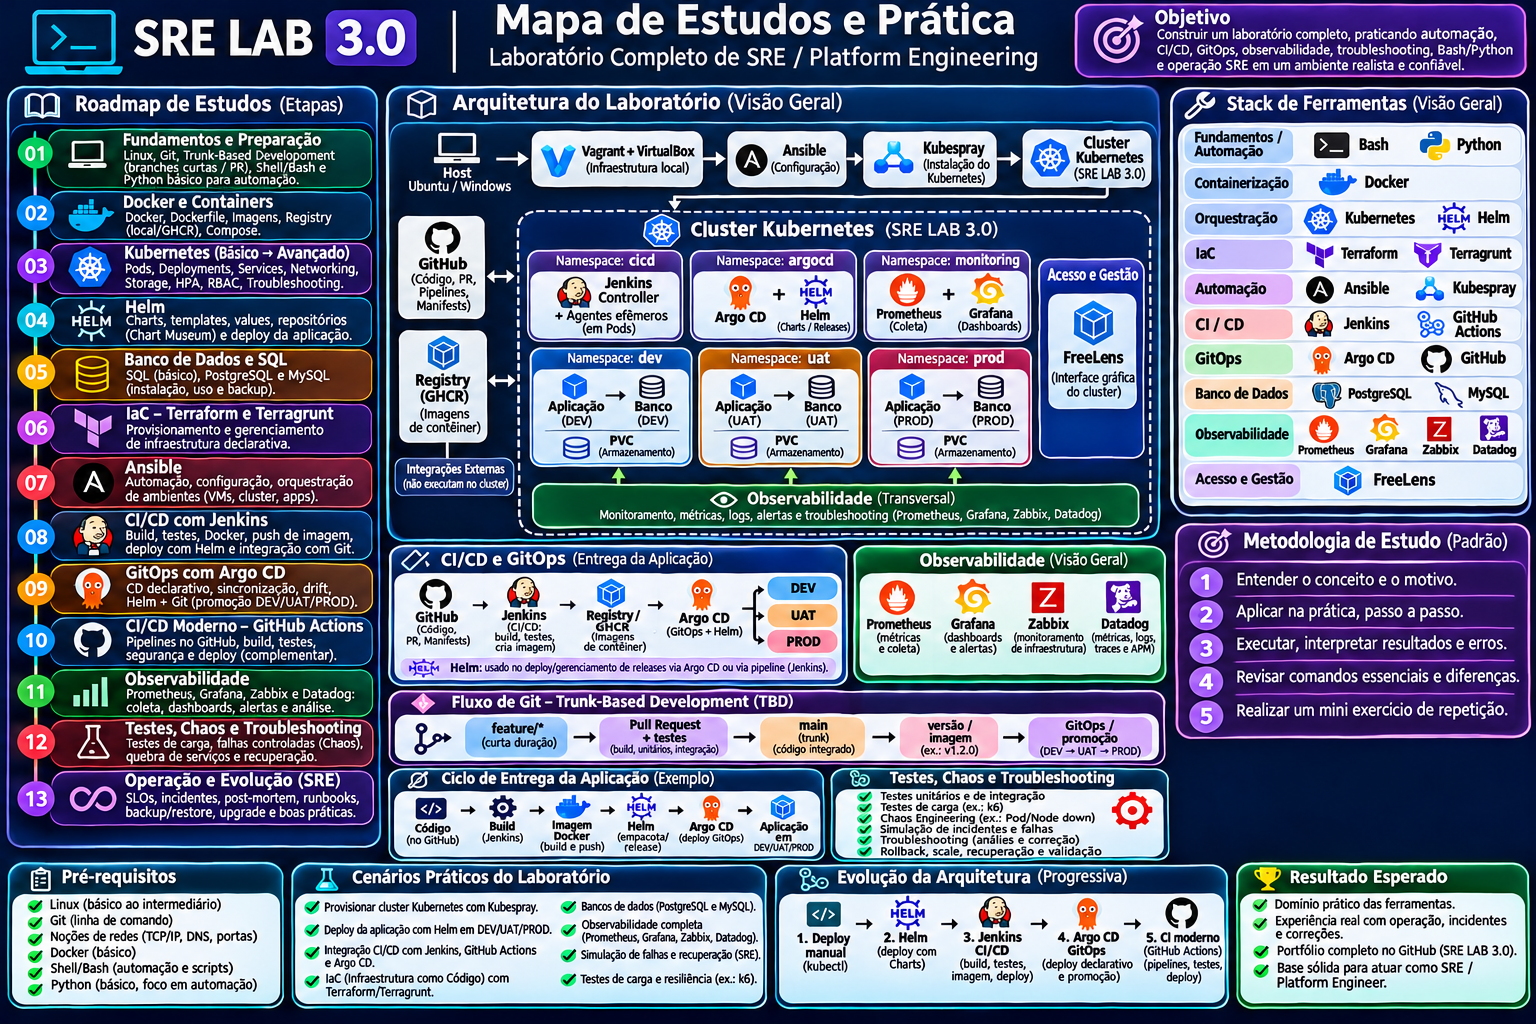 SRE LAB 3.0
Mapa de Estudos e Prática
Laboratório Completo de SRE / Platform Engineering
Objetivo
Construir um laboratório completo, praticando automação,
CI/CD, GitOps, observabilidade, troubleshooting, Bash/Python
e operação SRE em um ambiente realista e confiável.
Roadmap de Estudos (Etapas)
01
Fundamentos e Preparação
Linux, Git, Trunk-Based Developomento
(branches curtas / PR), Shell/Bash e
Python básico para automação.
02
Docker e Containers
Docker, Dockerfile, Imagens, Registry
(local/GHCR), Compose.
03
Kubernetes (Básico → Avançado)
Pods, Deployments, Services, Networking,
Storage, HPA, RBAC, Troubleshooting.
04
HELM
Helm
Charts, templates, values, repositórios
(Chart Museum) e deploy da aplicação.
05
Banco de Dados e SQL
SQL (básico), PostgreSQL e MySQL
(instalação, uso e backup).
06
IaC – Terraform e Terragrunt
Provisionamento e gerenciamento
de infraestrutura declarativa.
07
Ansible
Automação, configuração, orquestração
de ambientes (VMs, cluster, apps).
08
CI/CD com Jenkins
Build, testes, Docker, push de imagem,
deploy com Helm e integração com Git.
09
GitOps com Argo CD
CD declarativo, sincronização, drift,
Helm + Git (promoção DEV/UAT/PROD).
10
CI/CD Moderno – GitHub Actions
Pipelines no GitHub, build, testes,
segurança e deploy (complementar).
11
Observabilidade
Prometheus, Grafana, Zabbix e Datadog:
coleta, dashboards, alertas e análise.
12
Testes, Chaos e Troubleshooting
Testes de carga, falhas controladas (Chaos),
quebra de serviços e recuperação.
13
Operação e Evolução (SRE)
SLOs, incidentes, post-mortem, runbooks,
backup/restore, upgrade e boas práticas.
Arquitetura do Laboratório (Visão Geral)
Host
Ubuntu / Windows
Vagrant + VirtualBox
(Infraestrutura local)
Ansible
(Configuração)
Kubespray
(Instalação do
Kubernetes)
Cluster
Kubernetes
(SRE LAB 3.0)
GitHub
(Código, PR,
Pipelines,
Manifests)
Registry
(GHCR)
(Imagens
de contêiner)
Integrações Externas
(não executam no cluster)
Cluster Kubernetes (SRE LAB 3.0)
Namespace: cicd
Jenkins
Controller
+ Agentes efêmeros
(em Pods)
Namespace: argocd
Argo CD
+
HELM
Helm
(Charts / Releases)
Namespace: monitoring
Prometheus
(Coleta)
+
Grafana
(Dashboards)
Acesso e Gestão
FreeLens
(Interface gráfica
do cluster)
Namespace: dev
Aplicação
(DEV)
Banco
(DEV)
PVC
(Armazenamento)
Namespace: uat
Aplicação
(UAT)
Banco
(UAT)
PVC
(Armazenamento)
Namespace: prod
Aplicação
(PROD)
Banco
(PROD)
PVC
(Armazenamento)
Observabilidade (Transversal)
Monitoramento, métricas, logs, alertas e troubleshooting (Prometheus, Grafana, Zabbix, Datadog)
Stack de Ferramentas (Visão Geral)
Fundamentos /
Automação
Bash
Python
Containerização
Docker
Orquestração
Kubernetes
HELM
Helm
IaC
Terraform
Terragrunt
Automação
Ansible
Kubespray
CI / CD
Jenkins
GitHub
Actions
GitOps
Argo CD
GitHub
Banco de Dados
PostgreSQL
MySQL
Observabilidade
Prometheus
Grafana
Zabbix
Datadog
Acesso e Gestão
FreeLens
CI/CD e GitOps (Entrega da Aplicação)
GitHub
(Código,
PR, Manifests)
Jenkins
(CI/CD:
build, testes,
cria imagem)
Registry /
GHCR
(Imagens
de contêiner)
Argo CD
(GitOps + Helm)
DEV
UAT
PROD
HELM
Helm: usado no deploy/gerenciamento de releases via Argo CD ou via pipeline (Jenkins).
Observabilidade (Visão Geral)
Prometheus
(métricas
e coleta)
Grafana
(dashboards
e alertas)
Z
Zabbix
(monitoramento
de infraestrutura)
Datadog
(métricas, logs,
traces e APM)
Metodologia de Estudo (Padrão)
1 Entender o conceito e o motivo.
2 Aplicar na prática, passo a passo.
3 Executar, interpretar resultados e erros.
4 Revisar comandos essenciais e diferenças.
5 Realizar um mini exercicio de repetição.
Fluxo de Git – Trunk-Based Development (TBD)
feature/*
(curta duração)
Pull Request
+ testes
(build, unitários, integração)
main
(trunk)
(código integrado)
versão /
imagem
(ex.: v1.2.0)
GitOps /
promoção
(DEV → UAT → PROD)
Ciclo de Entrega da Aplicação (Exemplo)
Código
(no GitHub)
Build
(Jenkins)
Imagem
Docker
(build e push)
HELM
Helm
(empacota/
release)
Argo CD
(deploy GitOps)
Aplicação
em
DEV/UAT/PROD
Testes, Chaos e Troubleshooting
Testes unitários e de integração
Testes de carga (ex.: k6)
Chaos Engineering (ex.: Pod/Node down)
Simulação de incidentes e falhas
Troubleshooting (análies e correção)
Rollback, scale, recuperação e validação
Pré-requisitos
Linux (básico ao intermediário)
Git (linha de comando)
Noções de redes (TCP/IP, DNS, portas)
Docker (básico)
Shell/Bash (automação e scripts)
Python (básico, foco em automação)
Cenários Práticos do Laboratório
Provisionar cluster Kubernetes com Kubespray.
Deploy da aplicação com Helm em DEV/UAT/PROD.
Integração CI/CD com Jenkins, GitHub Actions
e Argo CD.
IaC (Infraestrutura como Código) com
Terraform/Terragrunt.
Bancos de dados (PostgreSQL e MySQL).
Observabilidade completa
(Prometheus, Grafana, Zabbix, Datadog).
Simulação de falhas e recuperação (SRE).
Testes de carga e resiliência (ex.: k6).
Evolução da Arquitetura (Progressiva)
1. Deploy
manual
(kubectl)
HELM
2. Helm
(deploy com
Charts)
3. Jenkins
CI/CD
(build, testes,
imagem, deploy)
4. Argo CD
GitOps
(deploy declarativo
e promoção)
5. CI moderno
(GitHub Actions)
(pipelines, testes,
deploy)
Resultado Esperado
Domínio prático das ferramentas.
Experiência real com operação, incidentes
e correções.
Portfólio completo no GitHub (SRE LAB 3.0).
Base sólida para atuar como SRE /
Platform Engineer.